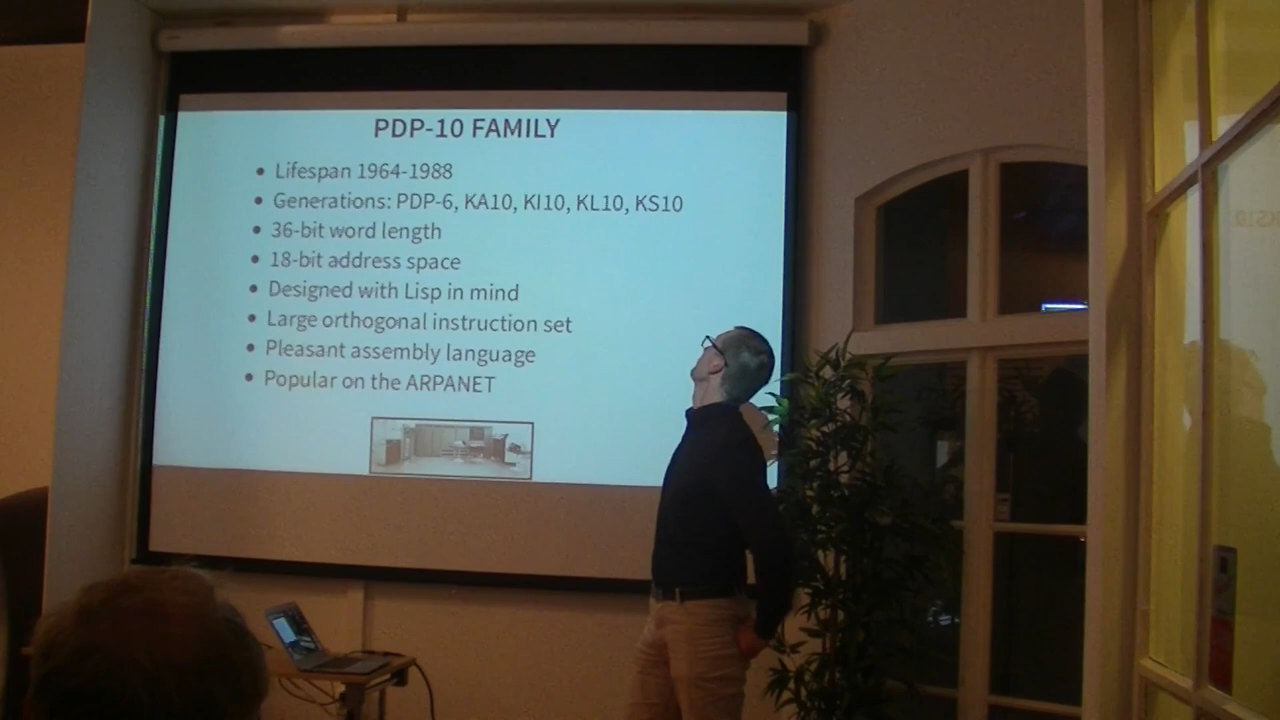 PDP-10 FAMILY
• Lifespan 1964-1988
• Generations: PDP-6, KA10, KI10, KL10, KS10
• 36-bit word length
• 18-bit address space
• Designed with Lisp in mind
• Large orthogonal instruction set
• Pleasant assembly language
• Popular on the ARPANET